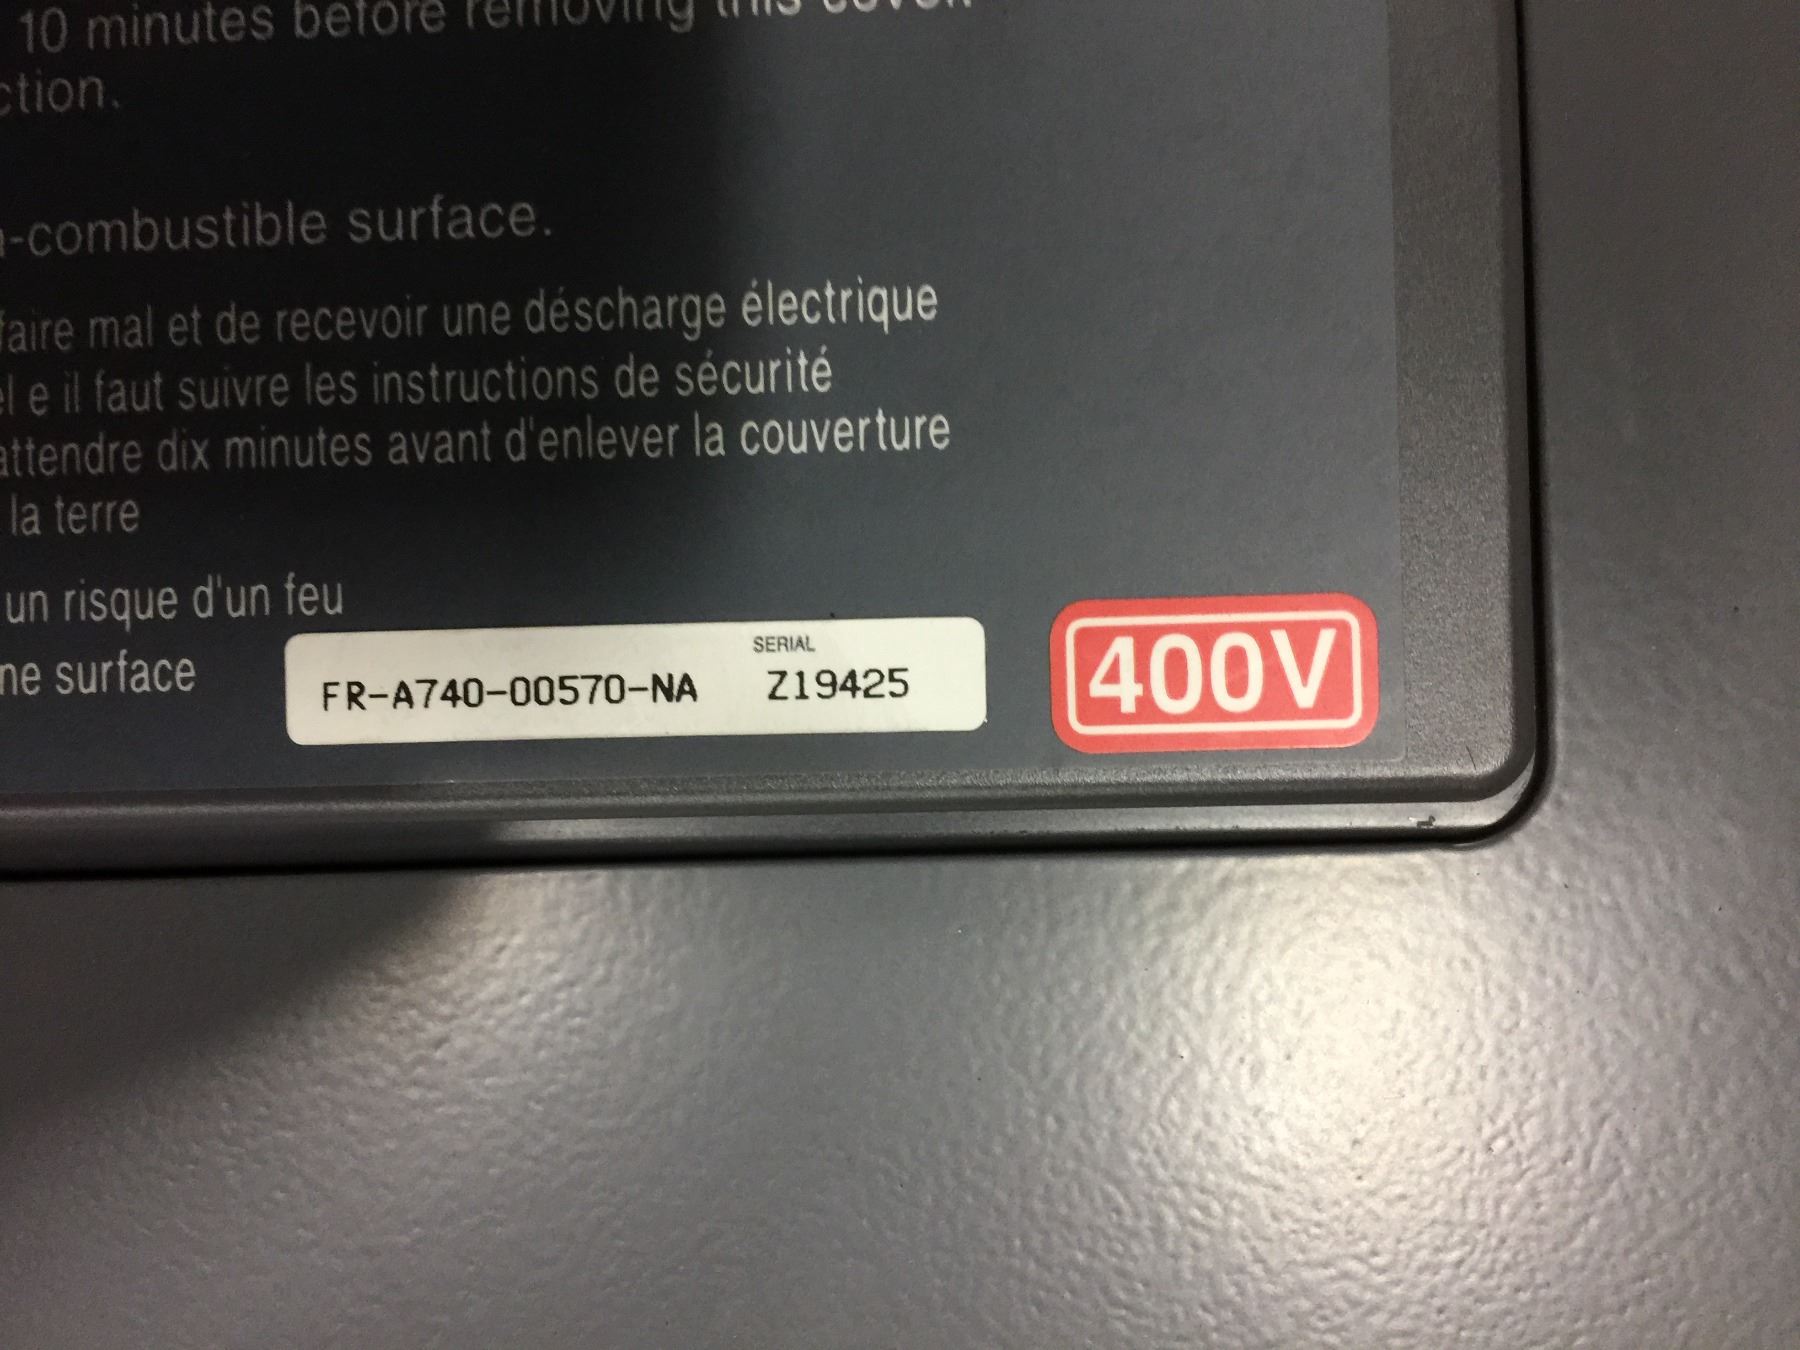 10 minutes before removing this cover.
ction.
-combustible surface.
faire mal et de recevoir une déscharge électrique
el e il faut suivre les instructions de sécurité
attendre dix minutes avant d'enlever la couverture
la terre
un risque d'un feu
ne surface
SERIAL
FR-A740-00570-NA Z19425
400V